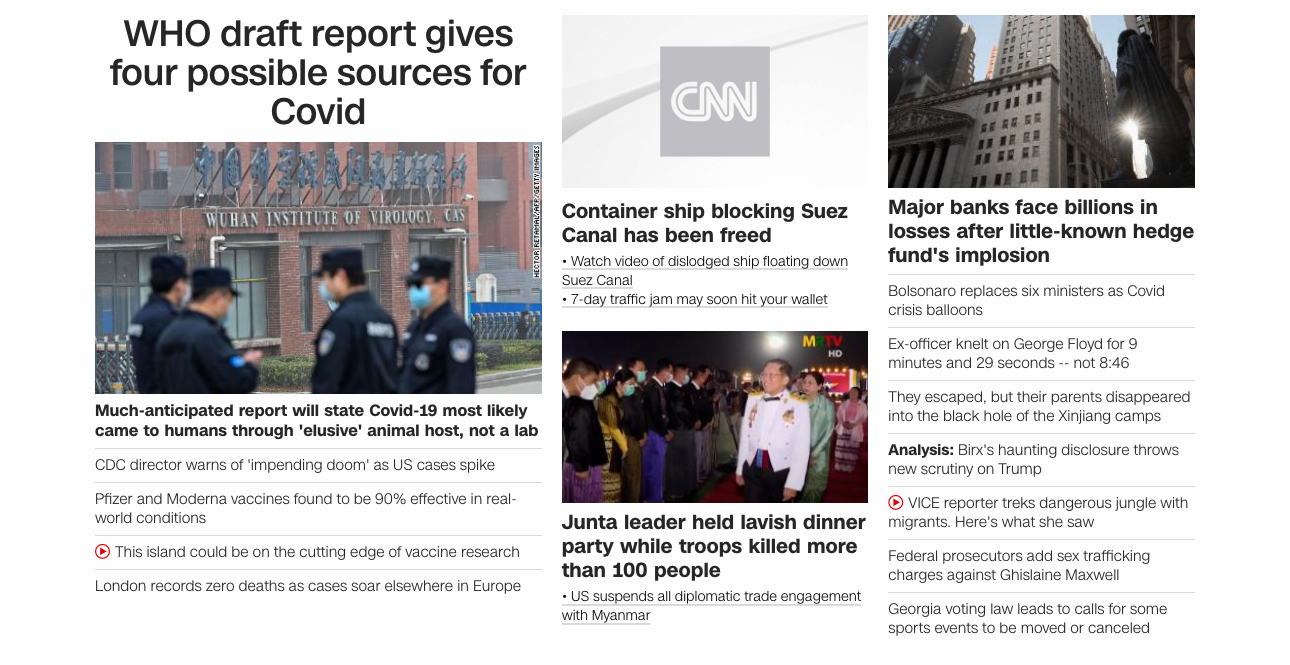 WHO draft report gives
four possible sources for
Covid
WUHAN INSTITUTE OF VIROLOGY, CAS
HECTOR RETAMAL/AFP/GETTY IMAGES
Much-anticipated report will state Covid-19 most likely
came to humans through 'elusive' animal host, not a lab
CDC director warns of 'impending doom' as US cases spike
Pfizer and Moderna vaccines found to be 90% effective in real-
world conditions
This island could be on the cutting edge of vaccine research
London records zero deaths as cases soar elsewhere in Europe
CNN
Container ship blocking Suez
Canal has been freed
• Watch video of dislodged ship floating down
Suez Canal
• 7-day traffic jam may soon hit your wallet
MRTV
HD
Junta leader held lavish dinner
party while troops killed more
than 100 people
• US suspends all diplomatic trade engagement
with Myanmar
Major banks face billions in
losses after little-known hedge
fund's implosion
Bolsonaro replaces six ministers as Covid
crisis balloons
Ex-officer knelt on George Floyd for 9
minutes and 29 seconds -- not 8:46
They escaped, but their parents disappeared
into the black hole of the Xinjiang camps
Analysis: Birx's haunting disclosure throws
new scrutiny on Trump
VICE reporter treks dangerous jungle with
migrants. Here's what she saw
Federal prosecutors add sex trafficking
charges against Ghislaine Maxwell
Georgia voting law leads to calls for some
sports events to be moved or canceled